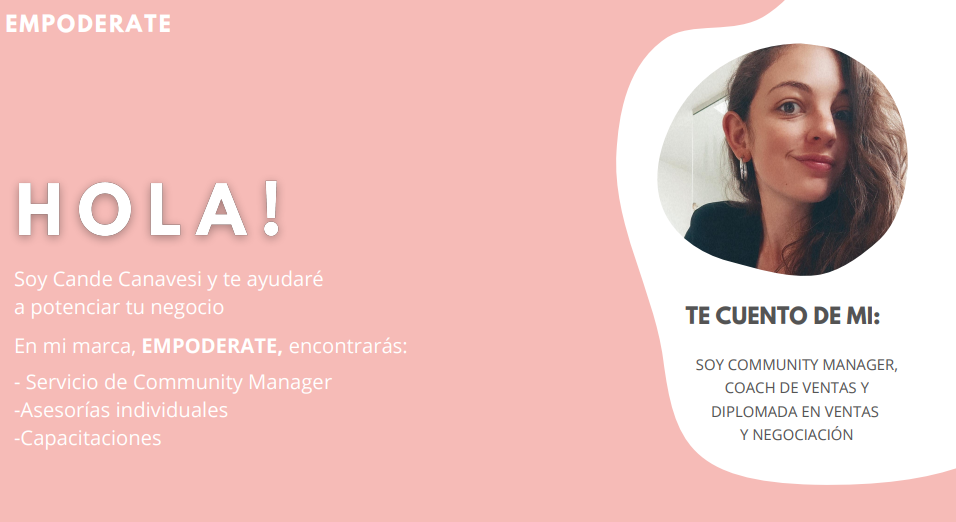 EMPODERATE
HOLA!
Soy Cande Canavesi y te ayudaré
a potenciar tu negocio
En mi marca, EMPODERATE, encontrarás:
- Servicio de Community Manager
-Asesorías individuales
-Capacitaciones
TE CUENTO DE MI:
SOY COMMUNITY MANAGER,
COACH DE VENTAS Y
DIPLOMADA EN VENTAS
Y NEGOCIACIÓN